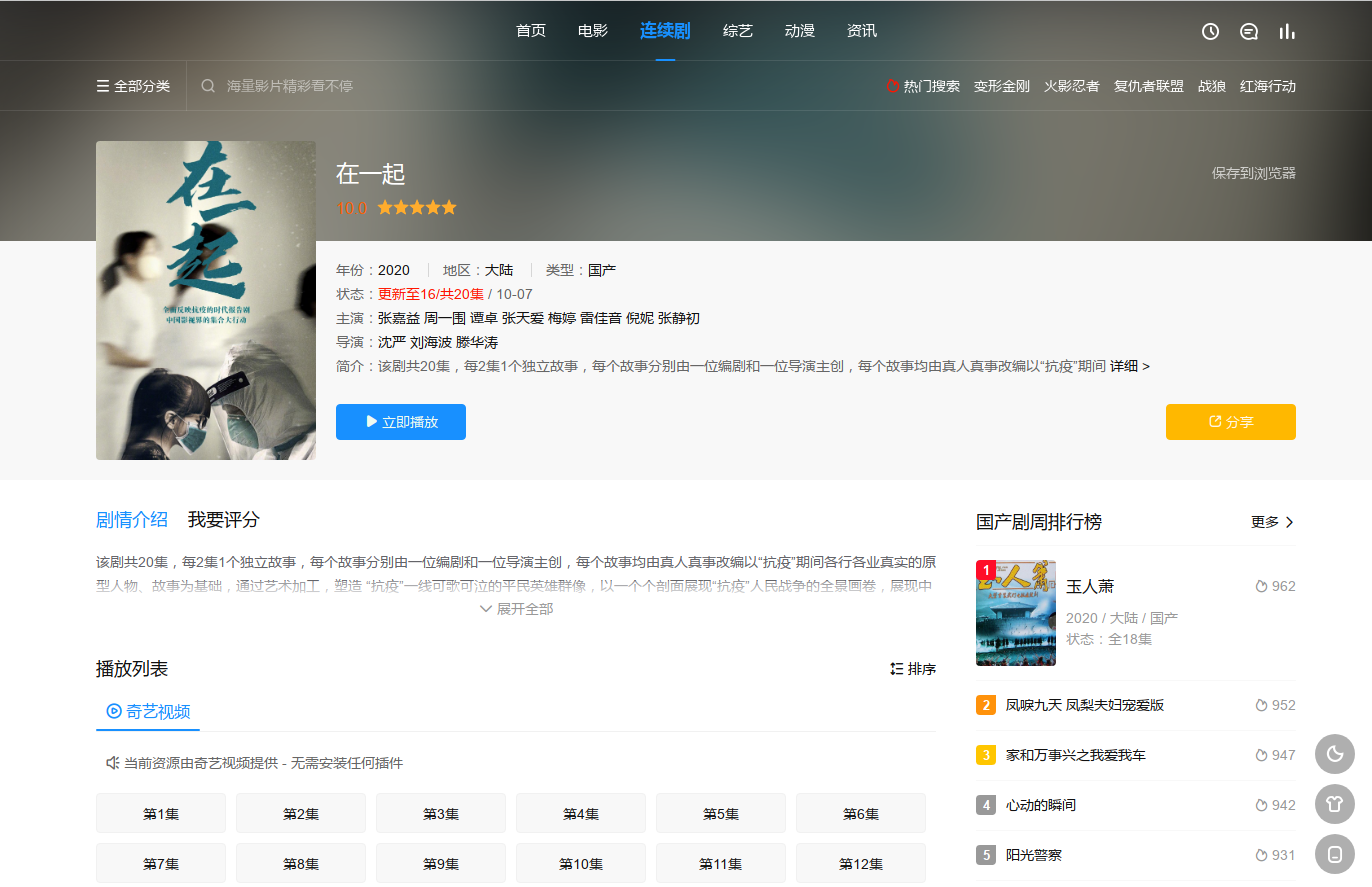 首页 电影 连续剧 综艺 动漫 资讯
全部分类 海量影片精彩看不停 热门搜索 变形金刚 火影忍者 复仇者联盟 战狼 红海行动
在一起
全面反映抗疫的时代报告剧
中国影视界的集合大行动
在一起 保存到浏览器
10.0
年份：2020 地区：大陆 类型：国产
状态：更新至16/共20集 / 10-07
主演：张嘉益 周一围 谭卓 张天爱 梅婷 雷佳音 倪妮 张静初
导演：沈严 刘海波 滕华涛
简介：该剧共20集，每2集1个独立故事，每个故事分别由一位编剧和一位导演主创，每个故事均由真人真事改编以“抗疫”期间 详细 >
立即播放 分享
剧情介绍 我要评分
该剧共20集，每2集1个独立故事，每个故事分别由一位编剧和一位导演主创，每个故事均由真人真事改编以“抗疫”期间各行各业真实的原
型人物、故事为基础，通过艺术加工，塑造 “抗疫”一线可歌可泣的平民英雄群像，以一个个剖面展现“抗疫”人民战争的全景画卷，展现中
展开全部
播放列表 排序
奇艺视频
当前资源由奇艺视频提供 - 无需安装任何插件
第1集 第2集 第3集 第4集 第5集 第6集
第7集 第8集 第9集 第10集 第11集 第12集
国产剧周排行榜 更多
1 玉人萧 962
2020 / 大陆 / 国产
状态：全18集
2 凤唳九天 凤梨夫妇宠爱版 952
3 家和万事兴之我爱我车 947
4 心动的瞬间 942
5 阳光警察 931